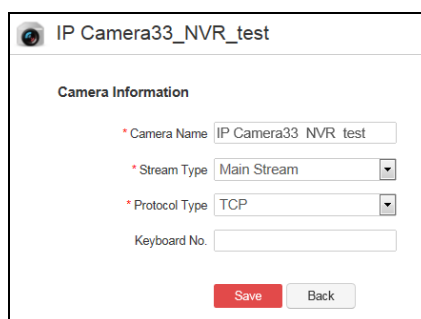 IP Camera33_NVR_test
Camera Information
* Camera Name IP Camera33_NVR_test
* Stream Type Main Stream
* Protocol Type TCP
Keyboard No.
Save Back